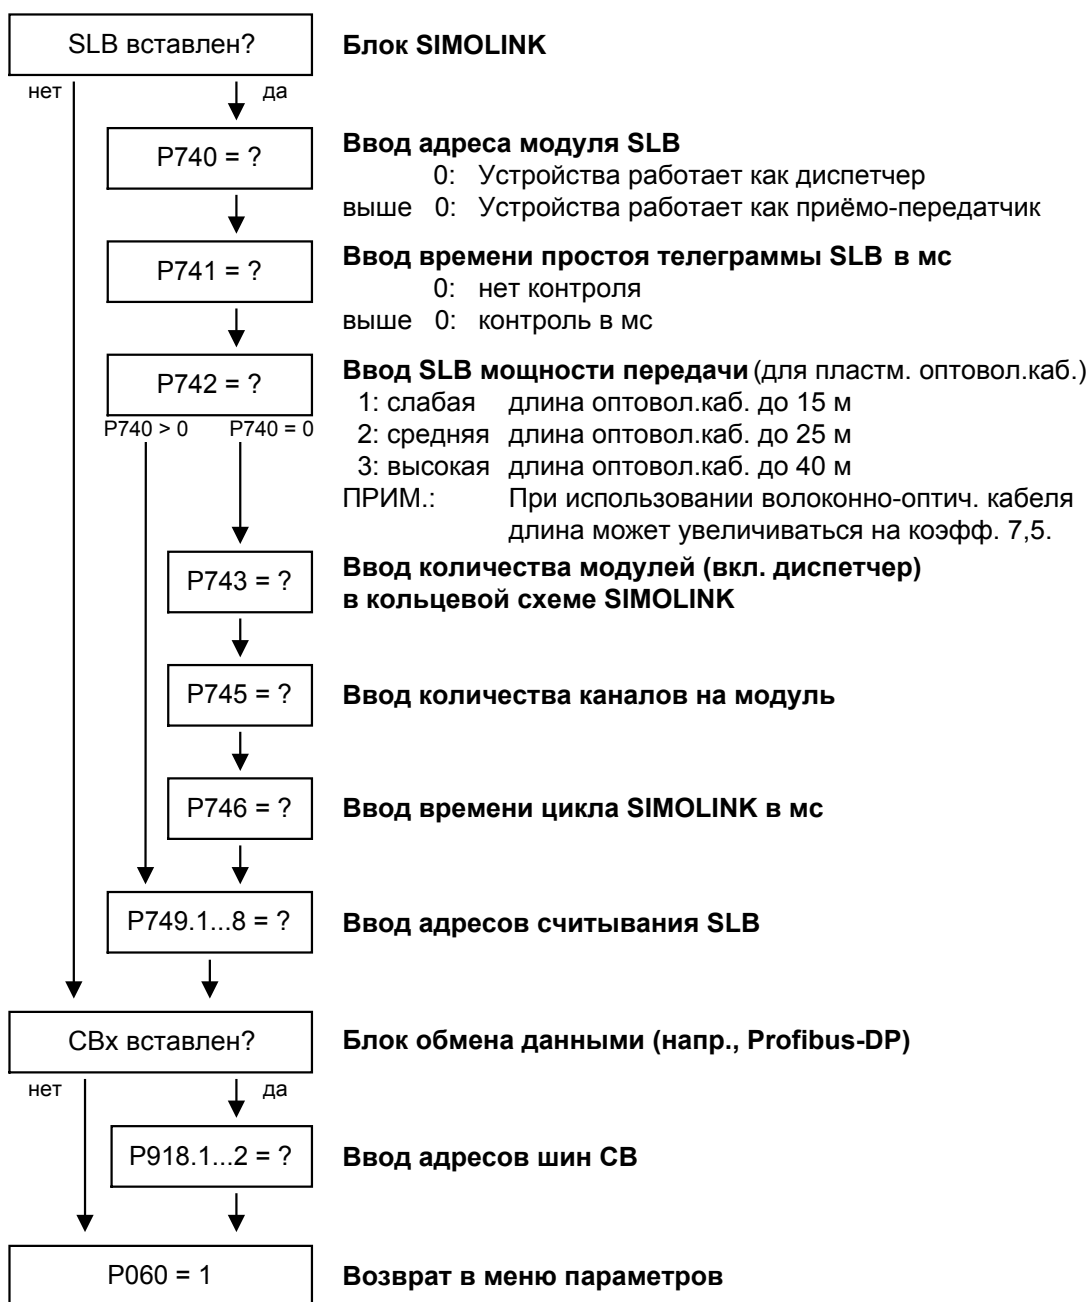 SLB вставлен? Блок SIMOLINK
нет да
P740 = ? Ввод адреса модуля SLB
0: Устройства работает как диспетчер
выше 0: Устройства работает как приёмо-передатчик
P741 = ? Ввод времени простоя телеграммы SLB в мс
0: нет контроля
выше 0: контроль в мс
P742 = ? Ввод SLB мощности передачи (для пластм. оптовол.каб.)
1: слабая длина оптовол.каб. до 15 м
P740 > 0 P740 = 0
2: средняя длина оптовол.каб. до 25 м
3: высокая длина оптовол.каб. до 40 м
ПРИМ.: При использовании волоконно-оптич. кабеля
длина может увеличиваться на коэфф. 7,5.
P743 = ? Ввод количества модулей (вкл. диспетчер)
в кольцевой схеме SIMOLINK
P745 = ? Ввод количества каналов на модуль
P746 = ? Ввод времени цикла SIMOLINK в мс
P749.1...8 = ? Ввод адресов считывания SLB
CBx вставлен? Блок обмена данными (напр., Profibus-DP)
нет да
P918.1...2 = ? Ввод адресов шин CB
P060 = 1 Возврат в меню параметров